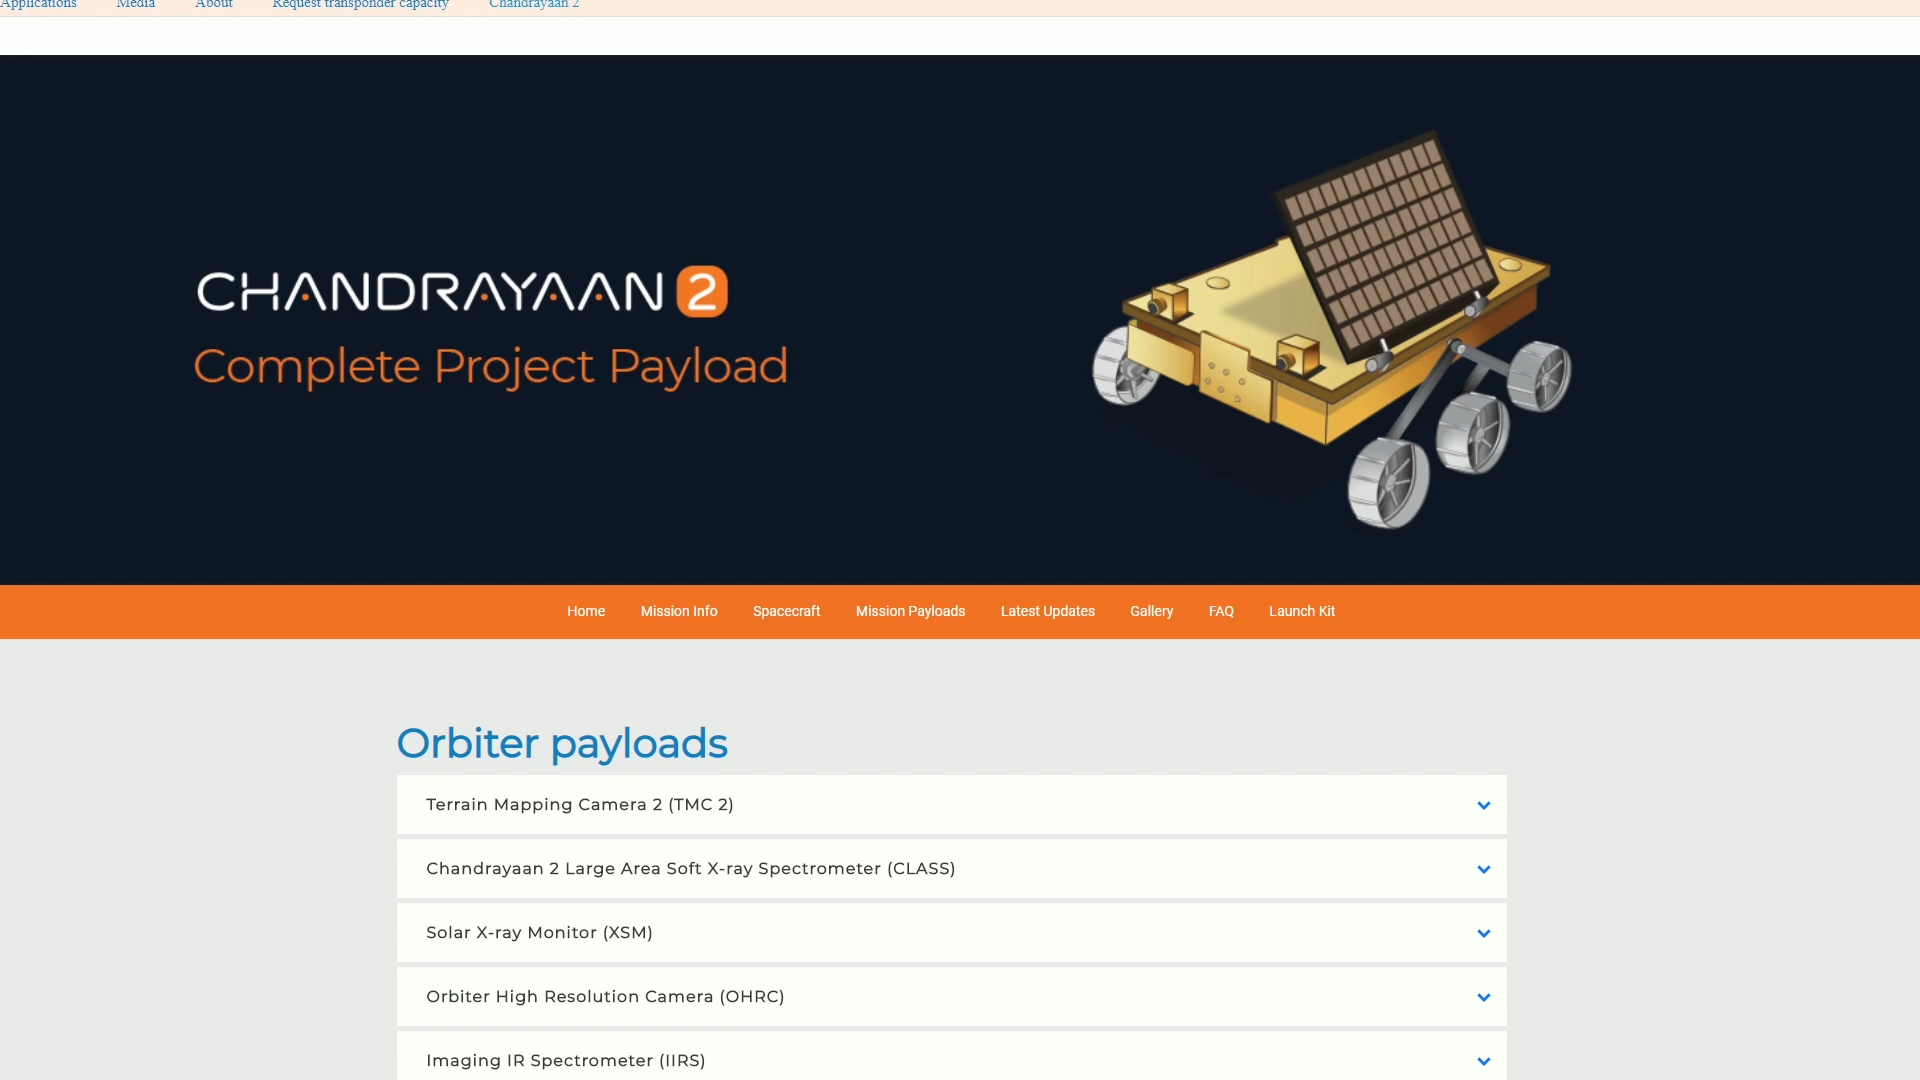 Applications Media About Request transponder capacity Chandrayaan 2
CHANDRAYAAN 2
Complete Project Payload
Home Mission Info Spacecraft Mission Payloads Latest Updates Gallery FAQ Launch Kit
Orbiter payloads
Terrain Mapping Camera 2 (TMC 2)
Chandrayaan 2 Large Area Soft X-ray Spectrometer (CLASS)
Solar X-ray Monitor (XSM)
Orbiter High Resolution Camera (OHRC)
Imaging IR Spectrometer (IIRS)